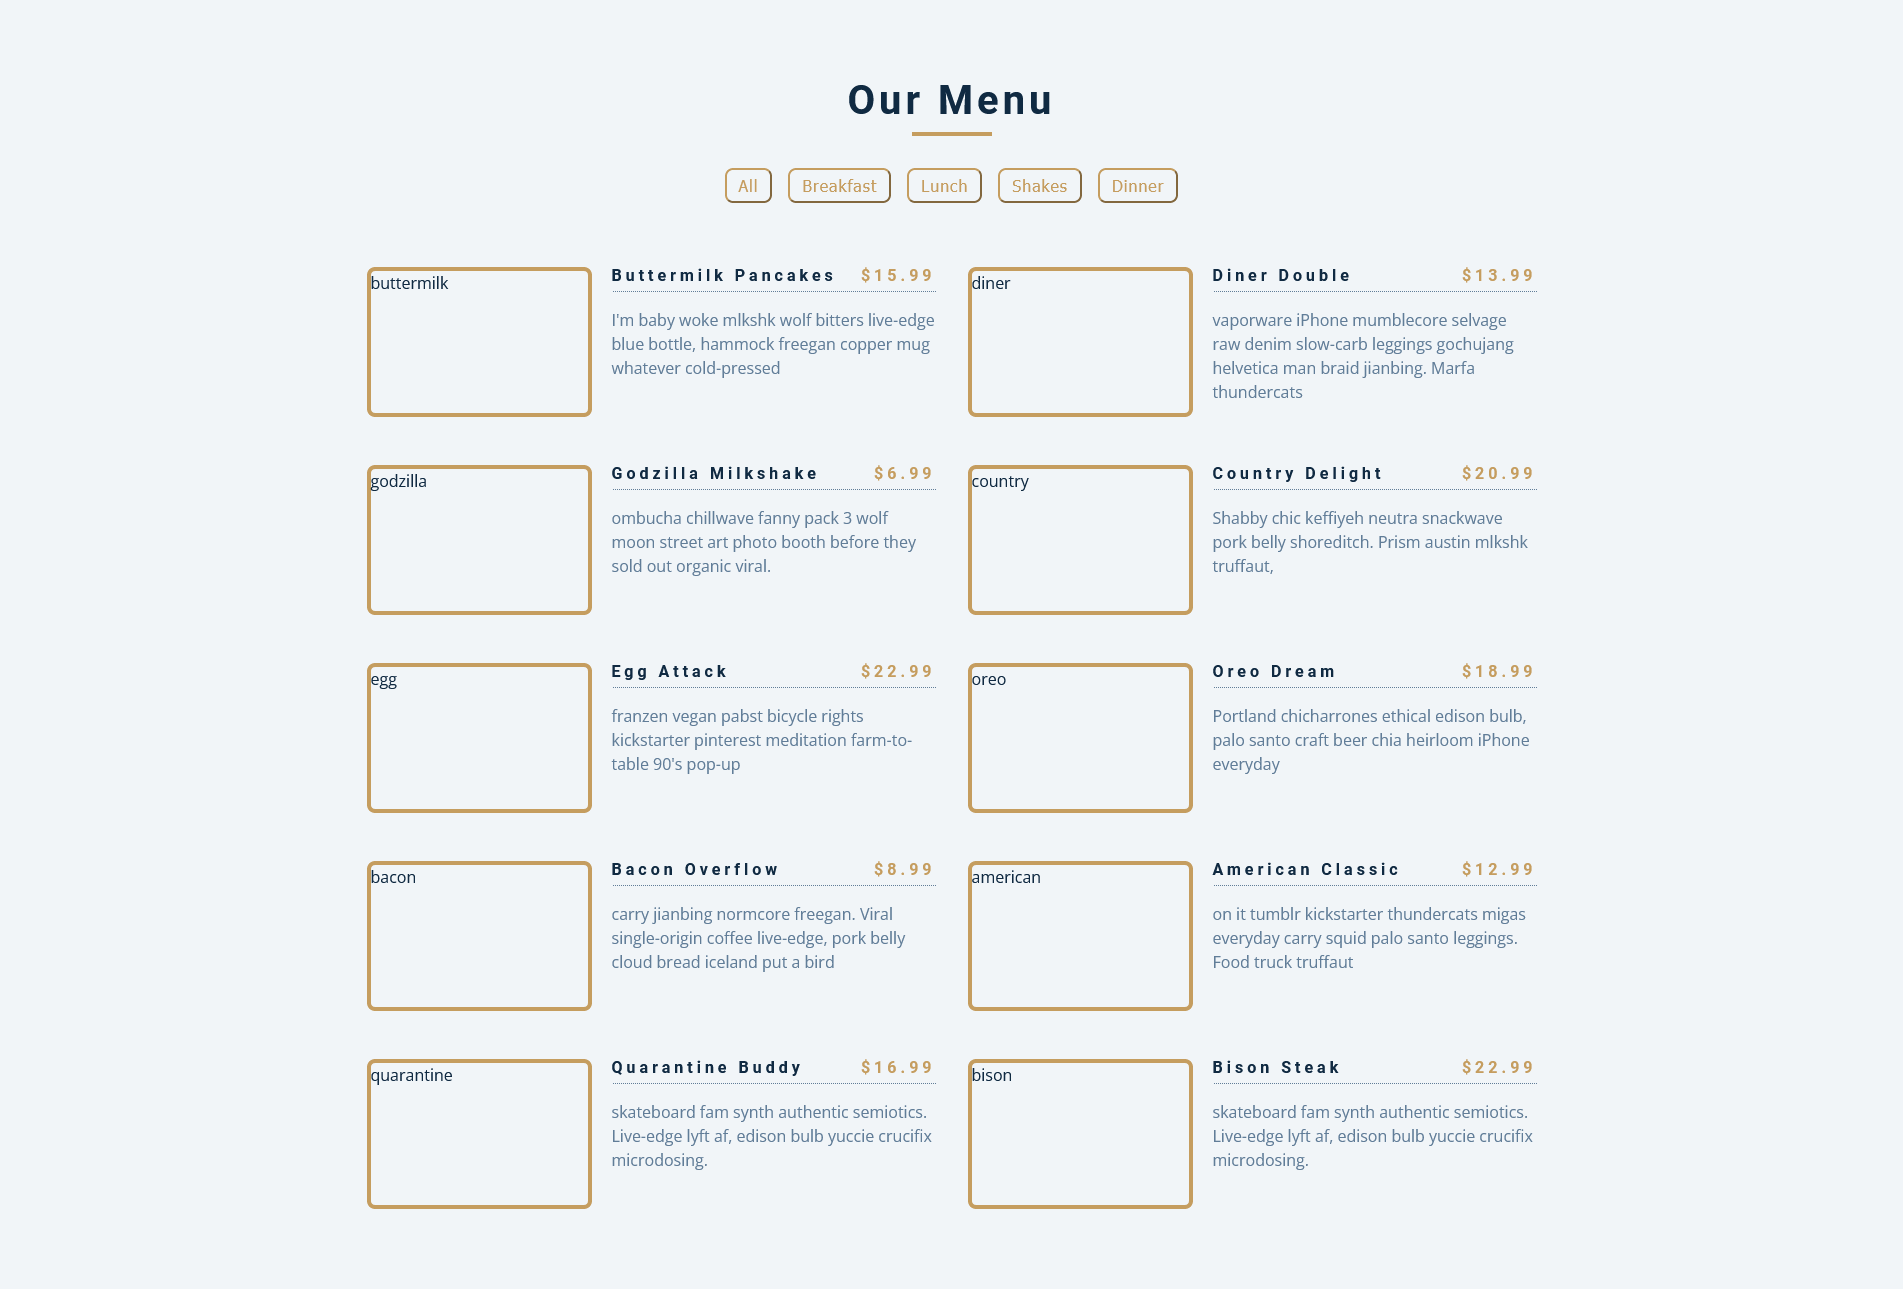 Our Menu
All
Breakfast
Lunch
Shakes
Dinner
buttermilk
Buttermilk Pancakes $15.99
I'm baby woke mlkshk wolf bitters live-edge
blue bottle, hammock freegan copper mug
whatever cold-pressed
diner
Diner Double $13.99
vaporware iPhone mumblecore selvage
raw denim slow-carb leggings gochujang
helvetica man braid jianbing. Marfa
thundercats
godzilla
Godzilla Milkshake $6.99
ombucha chillwave fanny pack 3 wolf
moon street art photo booth before they
sold out organic viral.
country
Country Delight $20.99
Shabby chic keffiyeh neutra snackwave
pork belly shoreditch. Prism austin mlkshk
truffaut,
egg
Egg Attack $22.99
franzen vegan pabst bicycle rights
kickstarter pinterest meditation farm-to-
table 90's pop-up
oreo
Oreo Dream $18.99
Portland chicharrones ethical edison bulb,
palo santo craft beer chia heirloom iPhone
everyday
bacon
Bacon Overflow $8.99
carry jianbing normcore freegan. Viral
single-origin coffee live-edge, pork belly
cloud bread iceland put a bird
american
American Classic $12.99
on it tumblr kickstarter thundercats migas
everyday carry squid palo santo leggings.
Food truck truffaut
quarantine
Quarantine Buddy $16.99
skateboard fam synth authentic semiotics.
Live-edge lyft af, edison bulb yuccie crucifix
microdosing.
bison
Bison Steak $22.99
skateboard fam synth authentic semiotics.
Live-edge lyft af, edison bulb yuccie crucifix
microdosing.